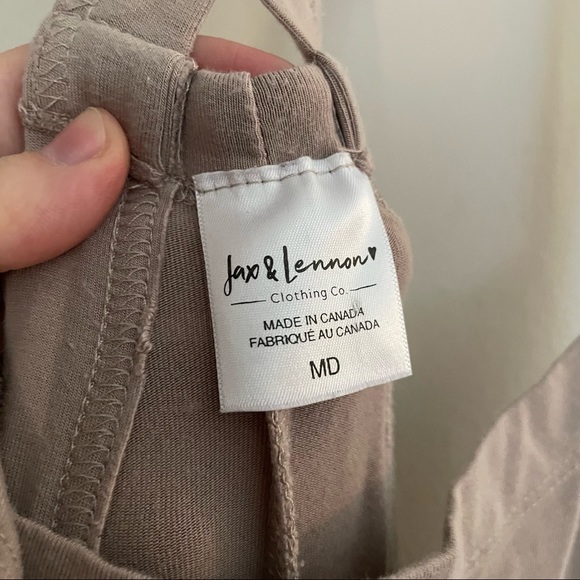 Jax & Lennon
Clothing Co.
MADE IN CANADA
FABRIQUÉ AU CANADA
MD